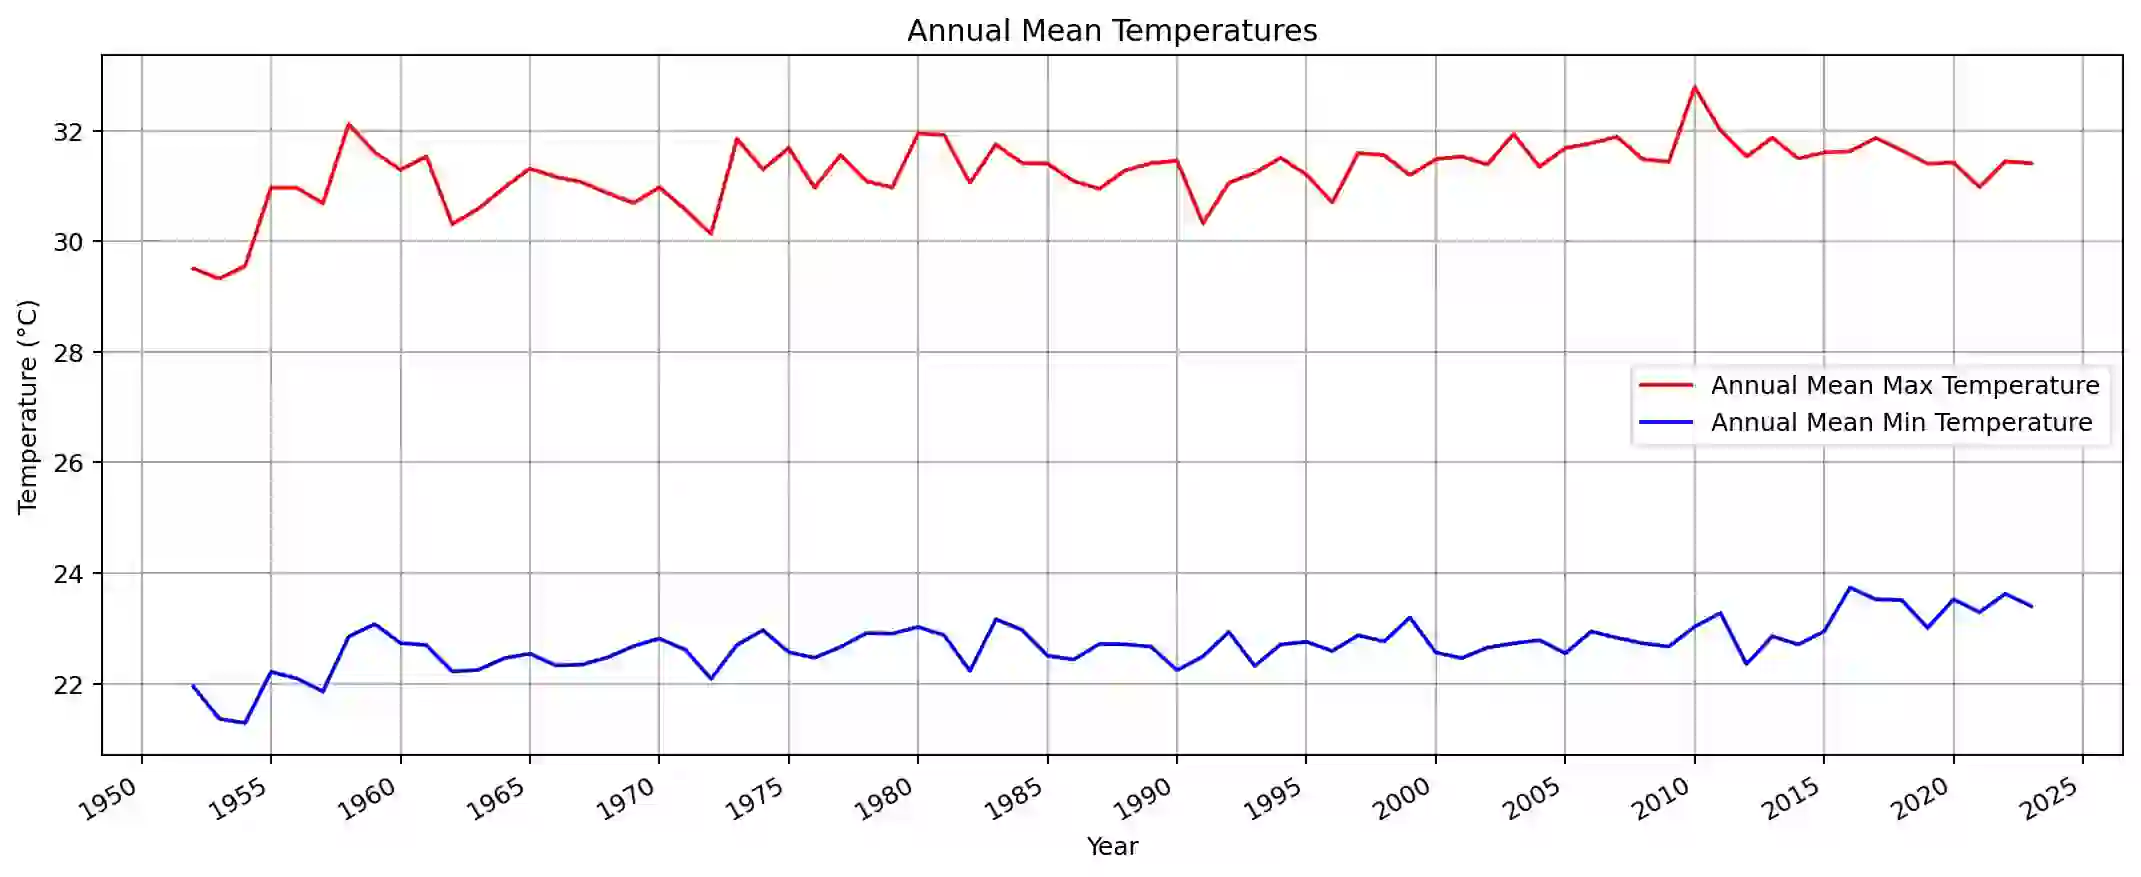 Annual Mean Temperatures
Temperature (°C)
32
30
28
26
24
22
Annual Mean Max Temperature
Annual Mean Min Temperature
1950 1955 1960 1965 1970 1975 1980 1985 1990 1995 2000 2005 2010 2015 2020 2025
Year